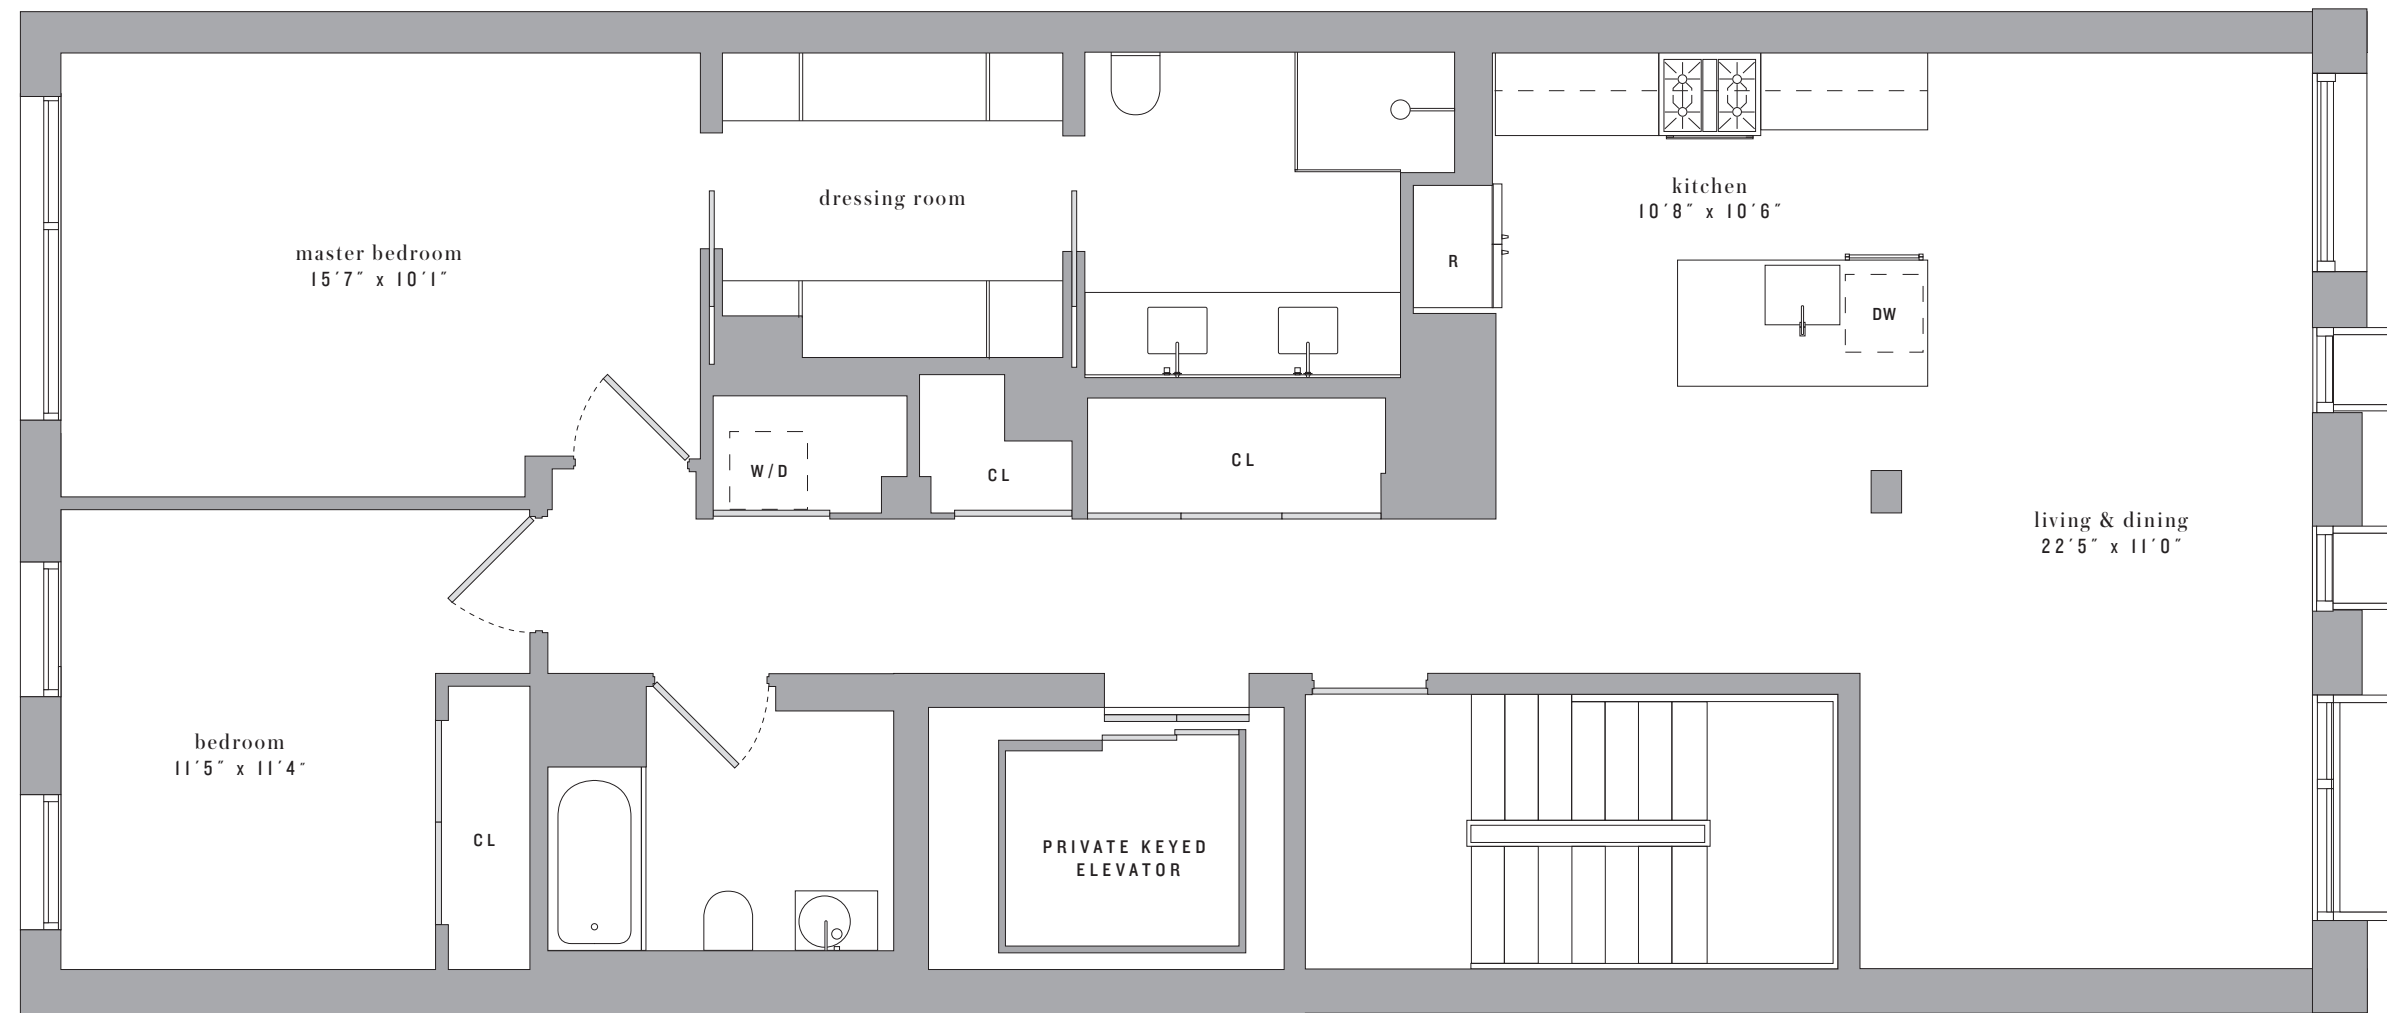 master bedroom
15′7″ x 10′1″
dressing room
kitchen
10′8″ x 10′6″
R
DW
W/D
CL
CL
living & dining
22′5″ x 11′0″
bedroom
11′5″ x 11′4″
CL
PRIVATE KEYED
ELEVATOR